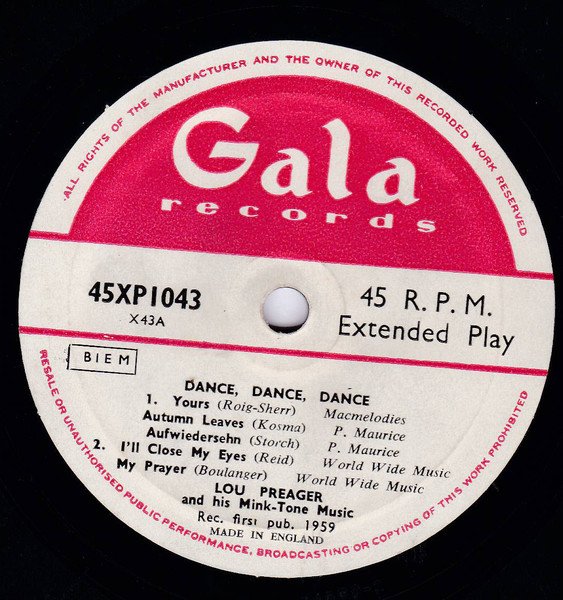 ALL RIGHTS OF THE MANUFACTURER AND THE OWNER OF THIS RECORDED WORK RESERVED
Gala
records
45XP1043
X43A
45 R.P.M.
Extended Play
BIEM
DANCE, DANCE, DANCE
1. Yours (Roig-Sherr) Macmelodies
Autumn Leaves (Kosma) P. Maurice
Aufwiedersehn (Storch) P. Maurice
2. I'll Close My Eyes (Reid) World Wide Music
My Prayer (Boulanger) World Wide Music
LOU PREAGER
and his Mink-Tone Music
Rec. first pub. 1959
MADE IN ENGLAND
RESALE OR UNAUTHORISED PUBLIC PERFORMANCE, BROADCASTING OR COPYING OF THIS WORK PROHIBITED